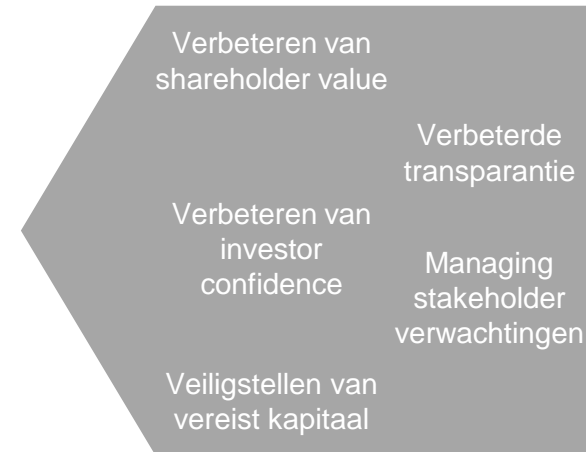 Verbeteren van
shareholder value
Verbeterde
transparantie
Verbeteren van
investor
confidence
Managing
stakeholder
verwachtingen
Veiligstellen van
vereist kapitaal